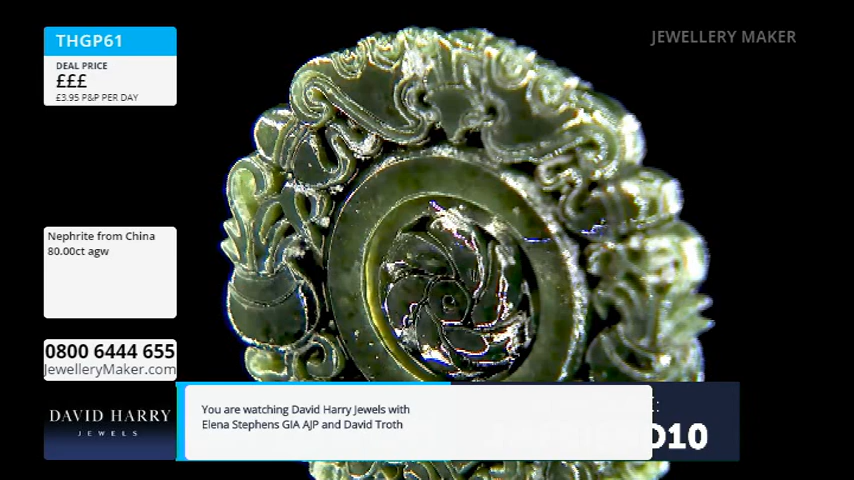 THGP61
JEWELLERY MAKER
DEAL PRICE
£££
£3.95 P&P PER DAY
Nephrite from China
80.00ct agw
0800 6444 655
JewelleryMaker.com
DAVID HARRY
JEWELS
You are watching David Harry Jewels with
Elena Stephens GIA AJP and David Troth